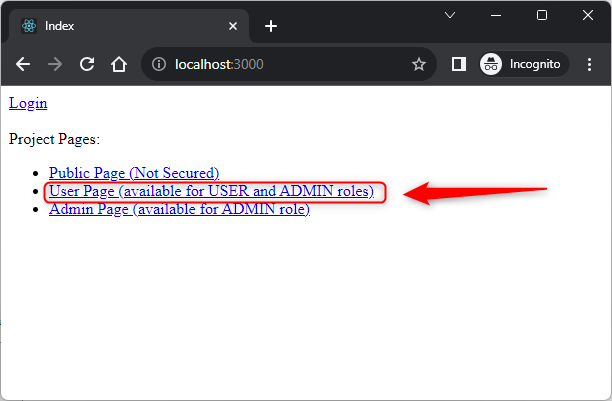 Index
localhost:3000
Incognito
Login
Project Pages:
Public Page (Not Secured)
User Page (available for USER and ADMIN roles)
Admin Page (available for ADMIN role)